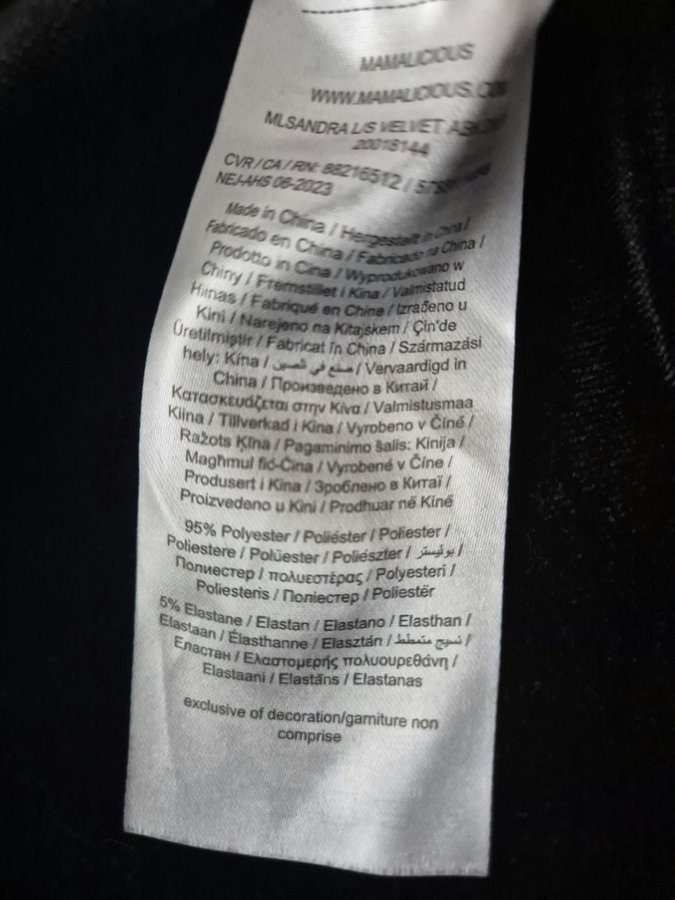 MAMALICIOUS
WWW.MAMALICIOUS.COM
MLSANDRA L/S VELVET
20018144
CVR / CA / RN: 88216512 /
NEJ-AHS 06-2023
Made in China / Hergestellt in China /
Fabricado en China / Fabricado na China /
Prodotto in Cina / Wyprodukowano w
Chiny / Fremstillet i Kina / Valmistatud
Hiinas / Fabriqué en Chine / Izrađeno u
Kini / Narejeno na Kitajskem / Çin'de
Üretilmiştir / Fabricat în China / Származási
hely: Kína / صنع في الصين / Vervaardigd in
China / Произведено в Китай /
Κατασκευάζεται στην Κίνα / Valmistusmaa
Kiina / Tillverkad i Kina / Vyrobeno v Číně /
Ražots Ķīna / Pagaminimo šalis: Kinija /
Magħmul fiċ-Ċina / Vyrobené v Číne /
Produsert i Kina / Зроблено в Китаї /
Proizvedeno u Kini / Prodhuar në Kinë
95% Polyester / Poliéster / Poliester /
Poliestere / Polüester / Poliészter / بوليستر /
Полиестер / πολυεστέρας / Polyesteri /
Poliesteris / Поліестер / Poliestër
5% Elastane / Elastan / Elastano / Elasthan /
Elastaan / Élasthanne / Elasztán / نسيج متمطط /
Еластан / Ελαστομερής πολυουρεθάνη /
Elastaani / Elastāns / Elastanas
exclusive of decoration/garniture non
comprise